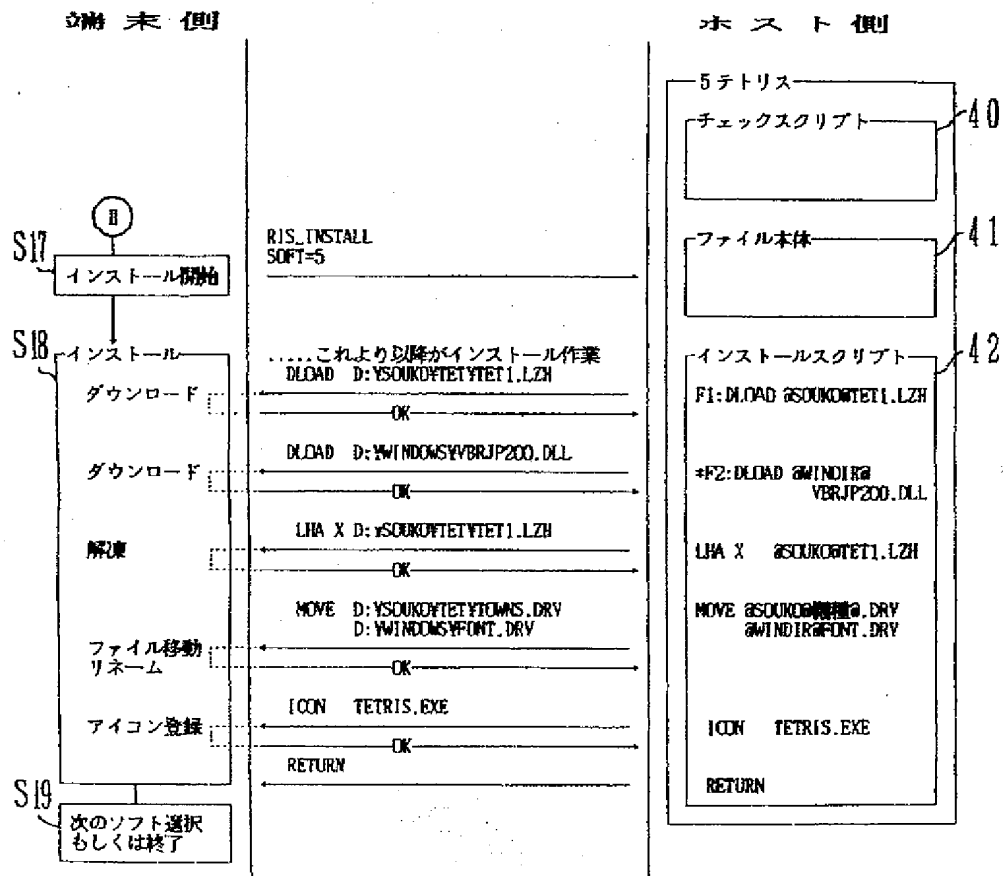 端末側
ホスト側
5テトリス
チェックスクリプト
40
II
S17
インストール開始
RIS_INSTALL
SOFT=5
ファイル本体
41
S18
インストール
.....これより以降がインストール作業
インストールスクリプト
42
ダウンロード
DLOAD D:¥SOUKO¥TET¥TET1.LZH
OK
F1:DLOAD @SOUKO@TET1.LZH
ダウンロード
DLOAD D:¥WINDOWS¥VBRJP200.DLL
OK
*F2:DLOAD @WINDIR@
VBRJP200.DLL
解凍
LHA X D:¥SOUKO¥TET¥TET1.LZH
OK
LHA X @SOUKO@TET1.LZH
ファイル移動
リネーム
MOVE D:¥SOUKO¥TET¥TOWNS.DRV
D:¥WINDOWS¥FONT.DRV
OK
MOVE @SOUKO@機種@.DRV
@WINDIR@FONT.DRV
アイコン登録
ICON TETRIS.EXE
OK
ICON TETRIS.EXE
RETURN
RETURN
S19
次のソフト選択
もしくは終了